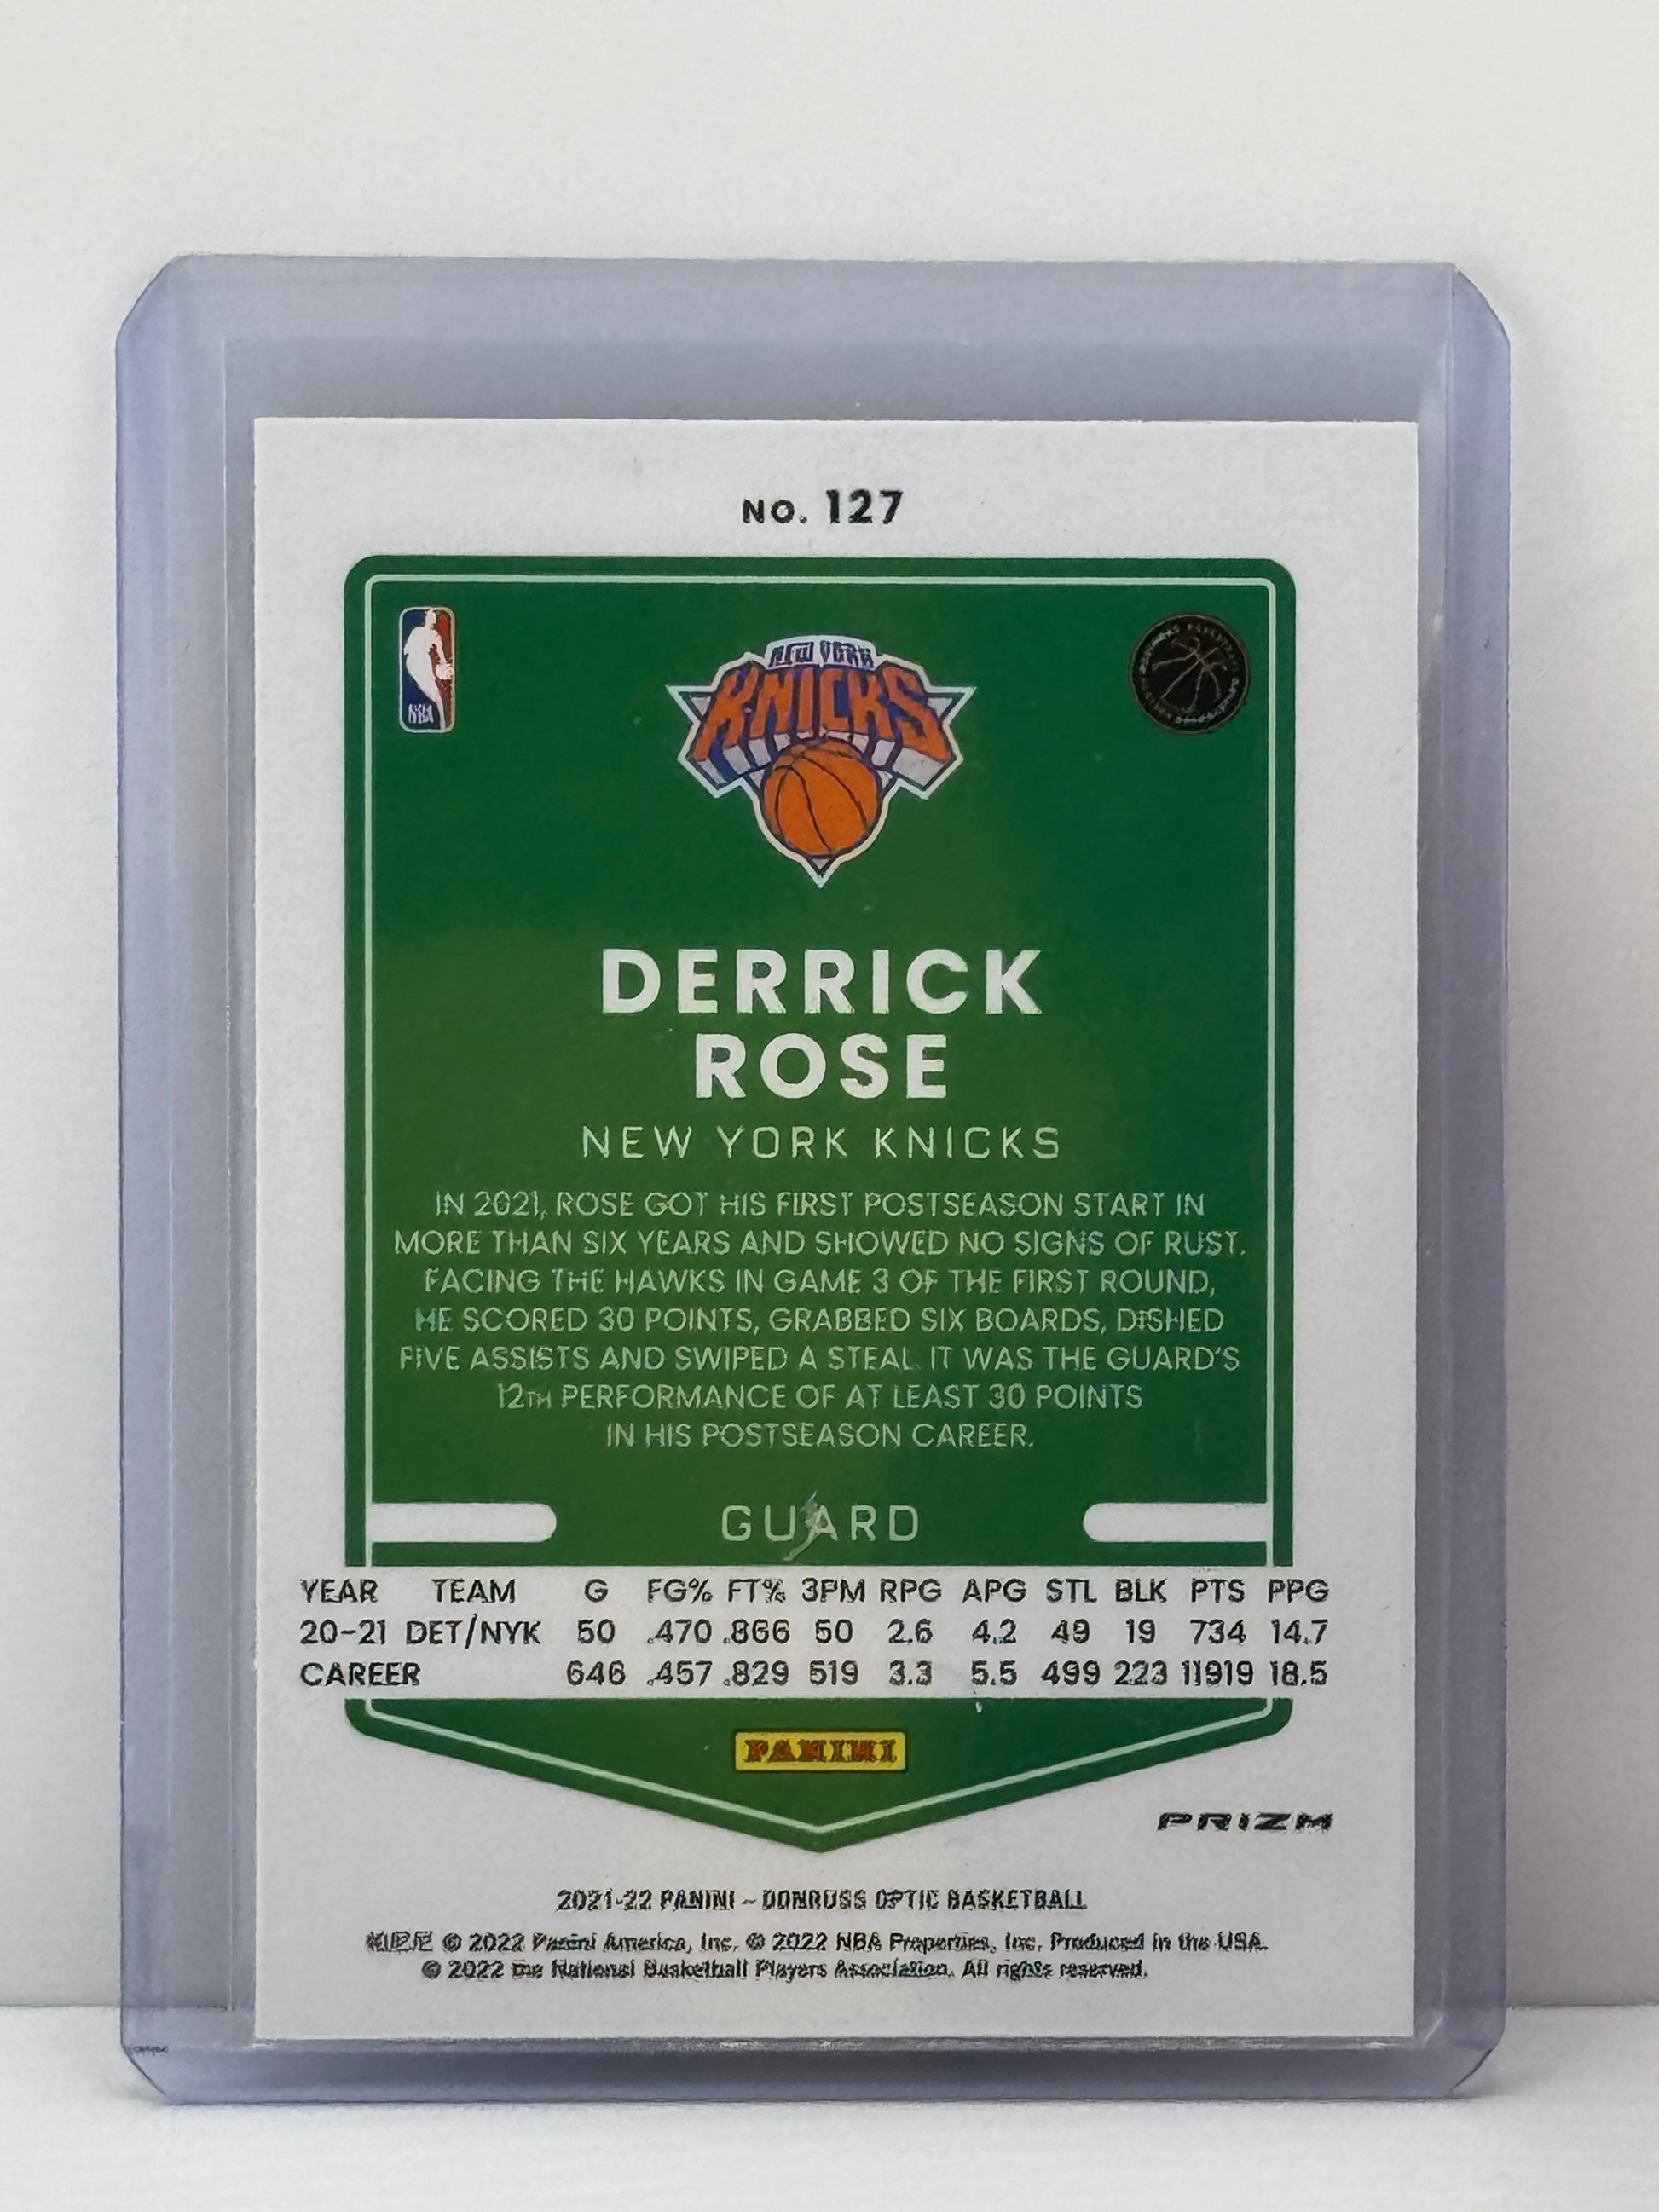 NO. 127
NBA
NEW YORK
KNICKS
DERRICK
ROSE
NEW YORK KNICKS
IN 2021, ROSE GOT HIS FIRST POSTSEASON START IN
MORE THAN SIX YEARS AND SHOWED NO SIGNS OF RUST.
FACING THE HAWKS IN GAME 3 OF THE FIRST ROUND,
HE SCORED 30 POINTS, GRABBED SIX BOARDS, DISHED
FIVE ASSISTS AND SWIPED A STEAL. IT WAS THE GUARD'S
12TH PERFORMANCE OF AT LEAST 30 POINTS
IN HIS POSTSEASON CAREER.
GUARD
YEAR TEAM G FG% FT% 3PM RPG APG STL BLK PTS PPG
20-21 DET/NYK 50 .470 .866 50 2.6 4.2 49 19 734 14.7
CAREER 646 .457 .829 519 3.3 5.5 499 223 11919 18.5
PANINI
PRIZM
2021-22 PANINI - DONRUSS OPTIC BASKETBALL
© 2022 Panini America, Inc. © 2022 NBA Properties, Inc. Produced in the USA.
© 2022 the National Basketball Players Association. All rights reserved.